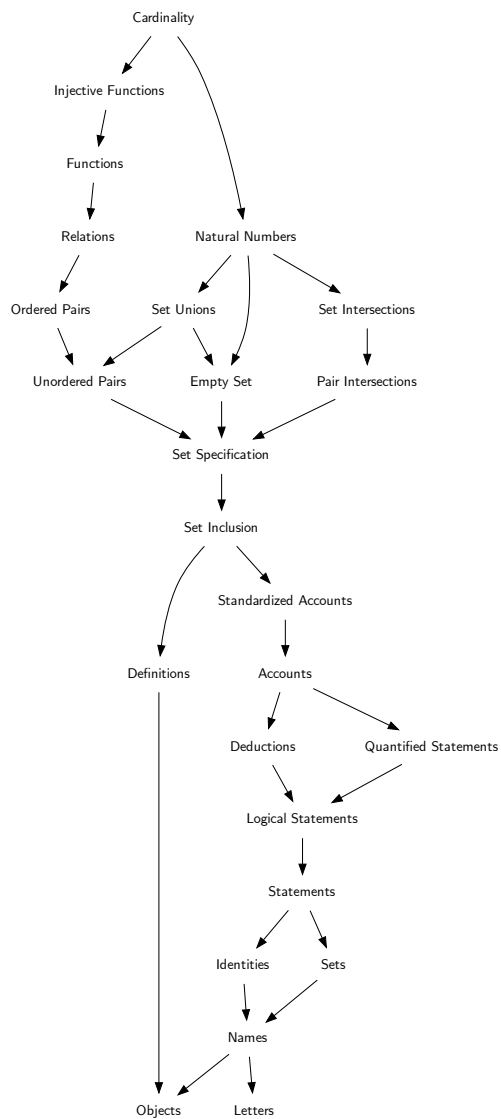 Cardinality
Injective Functions
Functions
Relations
Natural Numbers
Ordered Pairs
Set Unions
Set Intersections
Unordered Pairs
Empty Set
Pair Intersections
Set Specification
Set Inclusion
Standardized Accounts
Definitions
Accounts
Deductions
Quantified Statements
Logical Statements
Statements
Identities
Sets
Names
Objects
Letters